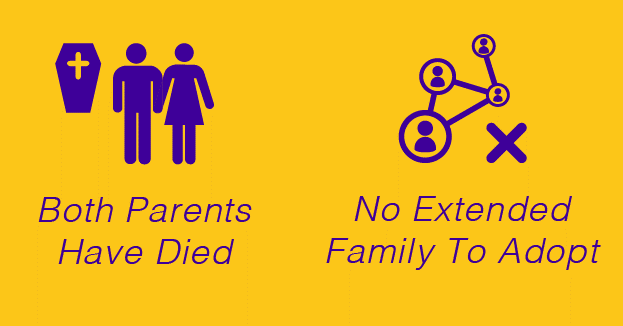 Both Parents
Have Died
No Extended
Family To Adopt